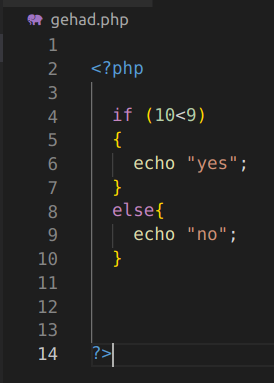 gehad.php
1
2 <?php
3
4 if (10<9)
5 {
6 echo "yes";
7 }
8 else{
9 echo "no";
10 }
11
12
13
14 ?>